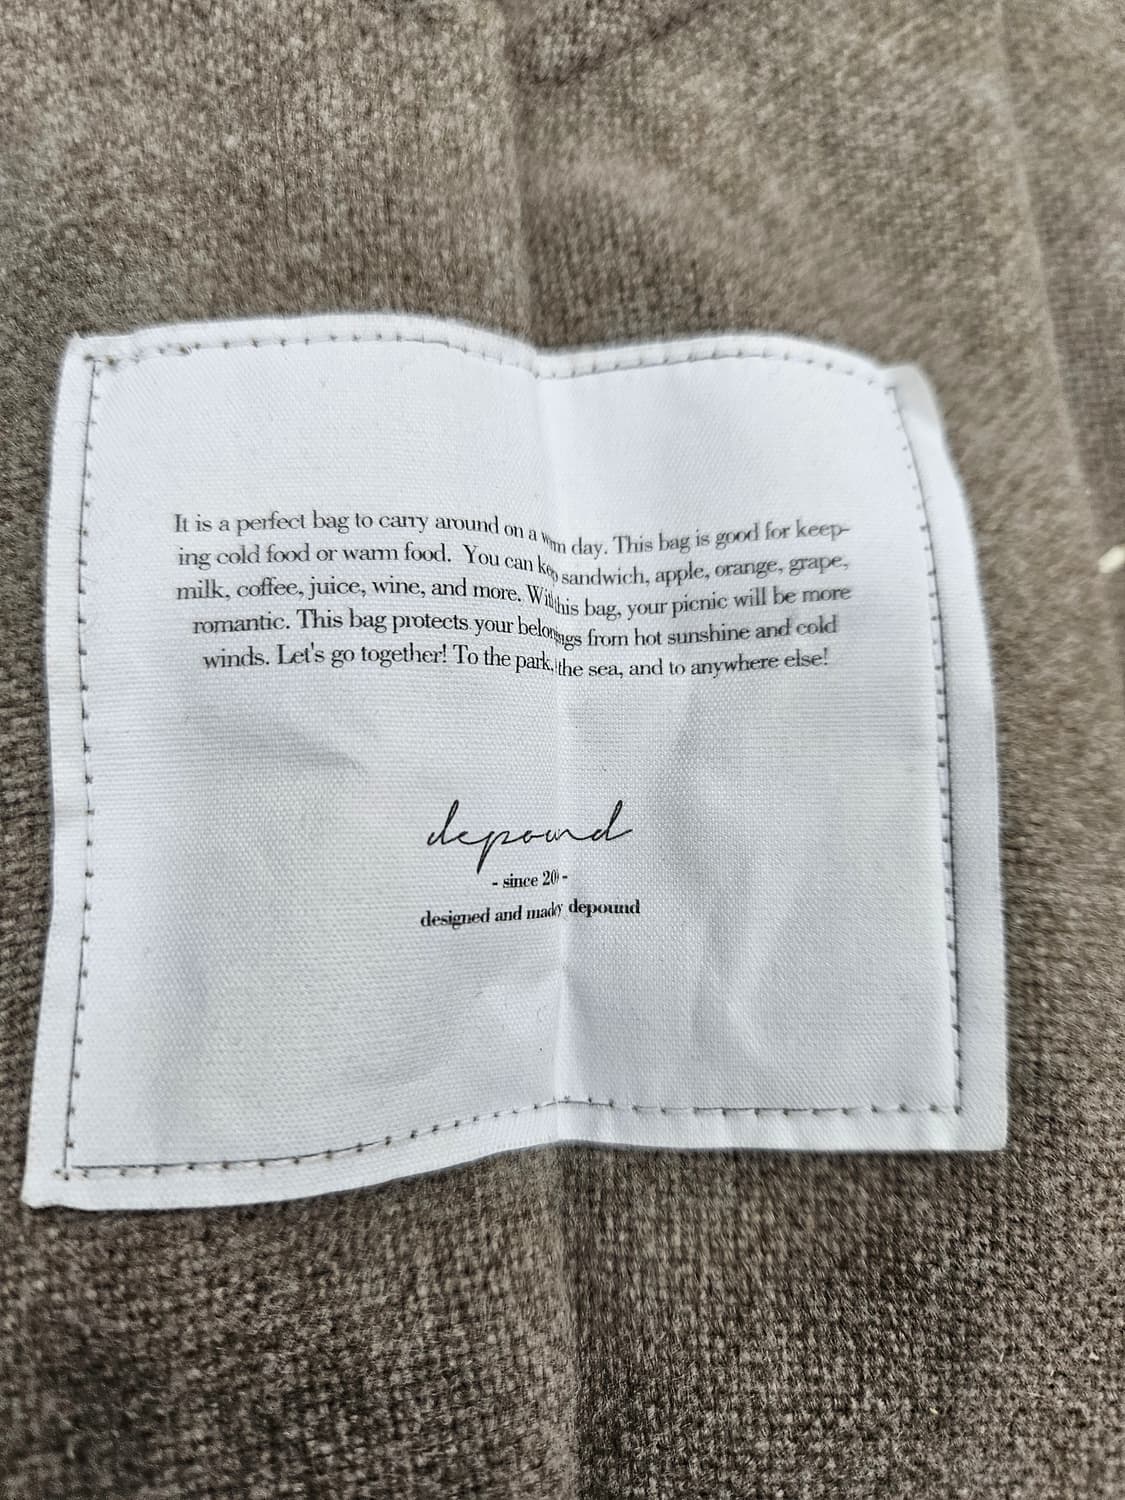 It is a perfect bag to carry around on a day. This bag is good for keep-
ing cold food or warm food. You can sandwich, apple, orange, grape,
milk, coffee, juice, wine, and more. With this bag, your picnic will be more
romantic. This bag protects your belongings from hot sunshine and cold
winds. Let's go together! To the park, the sea, and to anywhere else!
depound
- since -
designed and depound